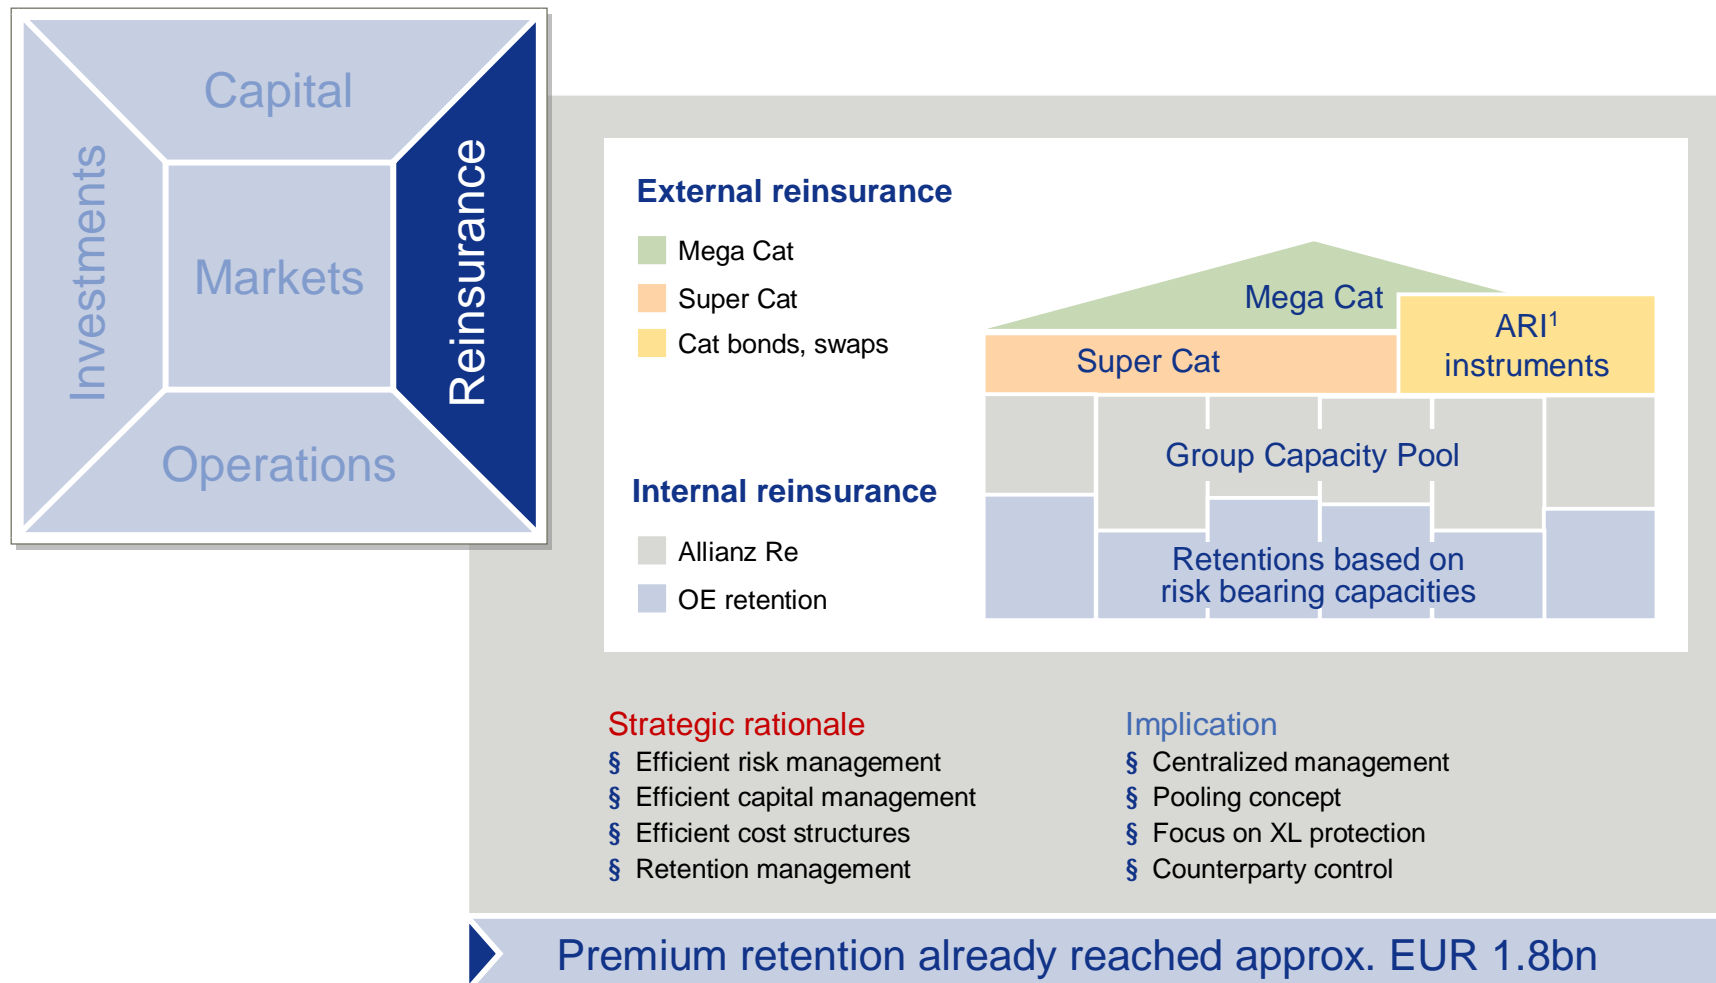 Capital
Investments
Markets
Reinsurance
Operations
External reinsurance
Mega Cat
Super Cat
Cat bonds, swaps
Internal reinsurance
Allianz Re
OE retention
Mega Cat
Super Cat
ARI¹
instruments
Group Capacity Pool
Retentions based on
risk bearing capacities
Strategic rationale
§ Efficient risk management
§ Efficient capital management
§ Efficient cost structures
§ Retention management
Implication
§ Centralized management
§ Pooling concept
§ Focus on XL protection
§ Counterparty control
Premium retention already reached approx. EUR 1.8bn